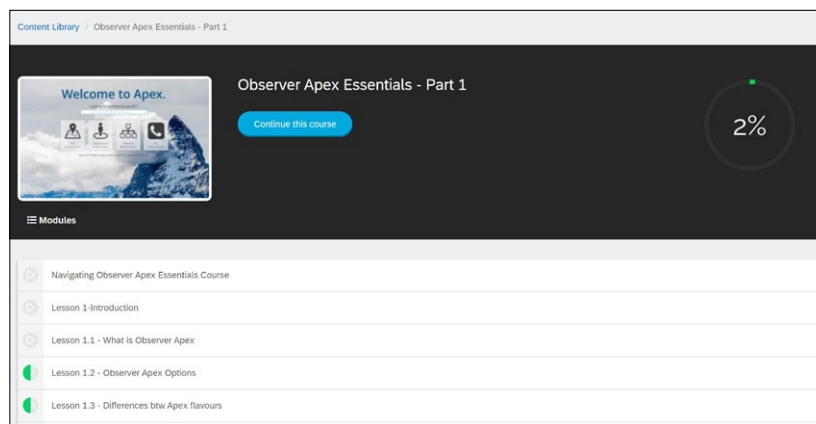 Content Library / Observer Apex Essentials - Part 1
Welcome to Apex.
Observer Apex Essentials - Part 1
Continue this course
2%
Modules
Navigating Observer Apex Essentials Course
Lesson 1-Introduction
Lesson 1.1 - What is Observer Apex
Lesson 1.2 - Observer Apex Options
Lesson 1.3 - Differences btw Apex flavours